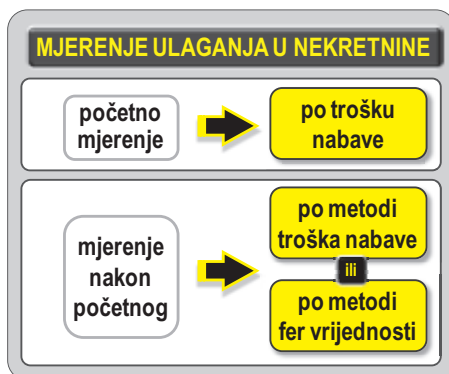 MJERENJE ULAGANJA U NEKRETNINE
početno
mjerenje
po trošku
nabave
mjerenje
nakon
početnog
po metodi
troška nabave
ili
po metodi
fer vrijednosti